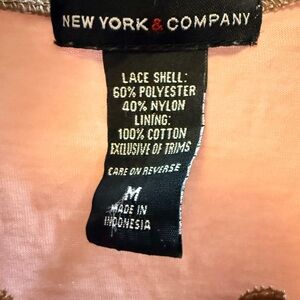 NEW YORK & COMPANY
LACE SHELL:
60% POLYESTER
40% NYLON
LINING:
100% COTTON
EXCLUSIVE OF TRIMS
CARE ON REVERSE
M
MADE IN
INDONESIA